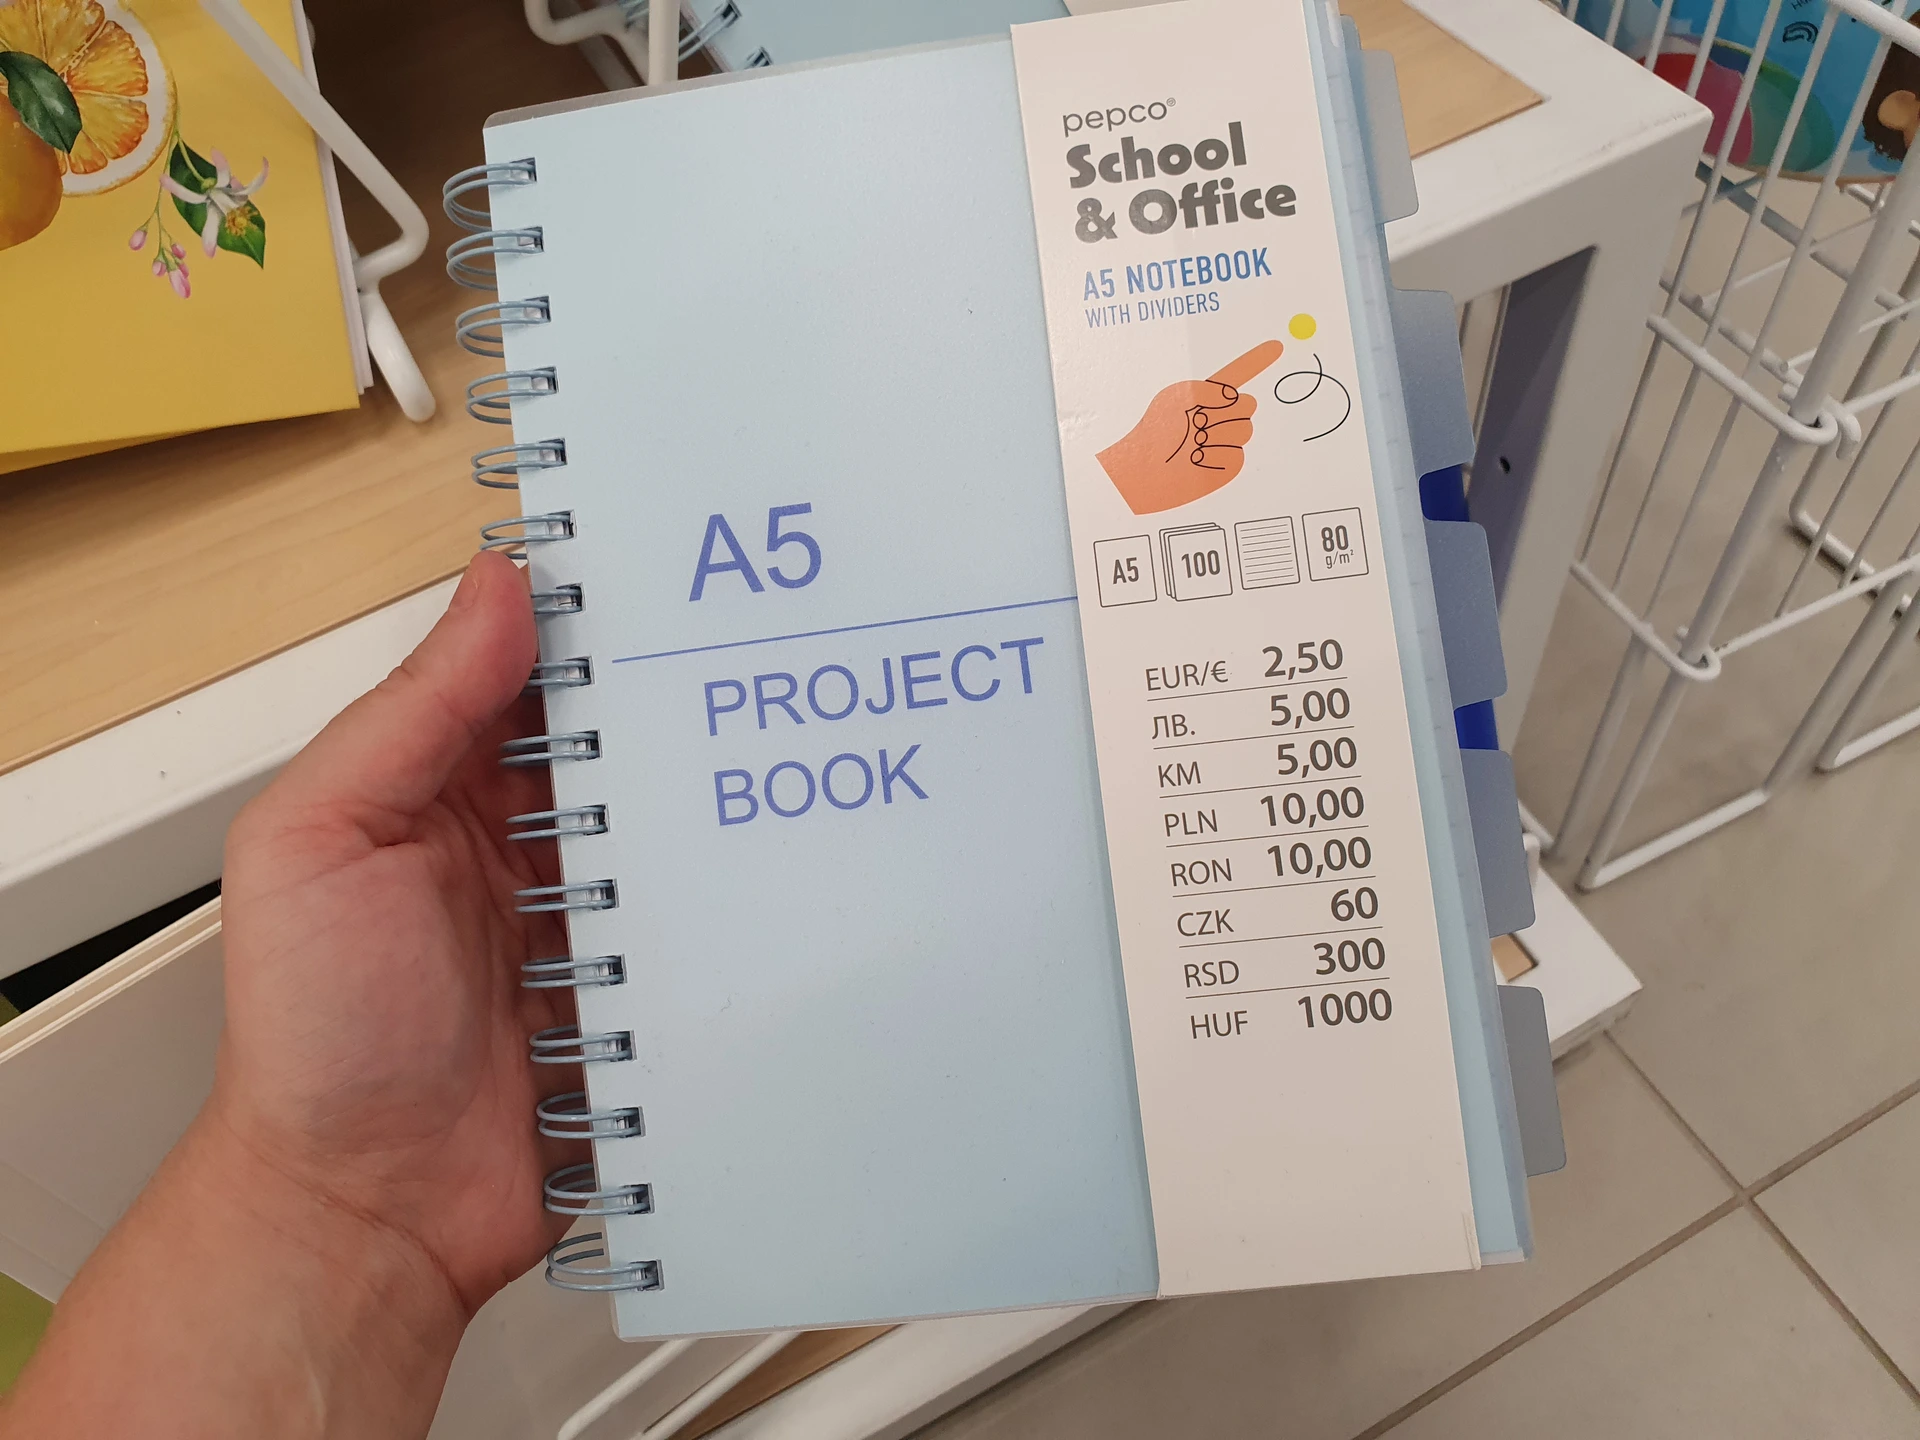 A5
PROJECT
BOOK
pepco®
School
& Office
A5 NOTEBOOK
WITH DIVIDERS
A5 100 80 g/m²
EUR/€ 2,50
ЛВ. 5,00
KM 5,00
PLN 10,00
RON 10,00
CZK 60
RSD 300
HUF 1000